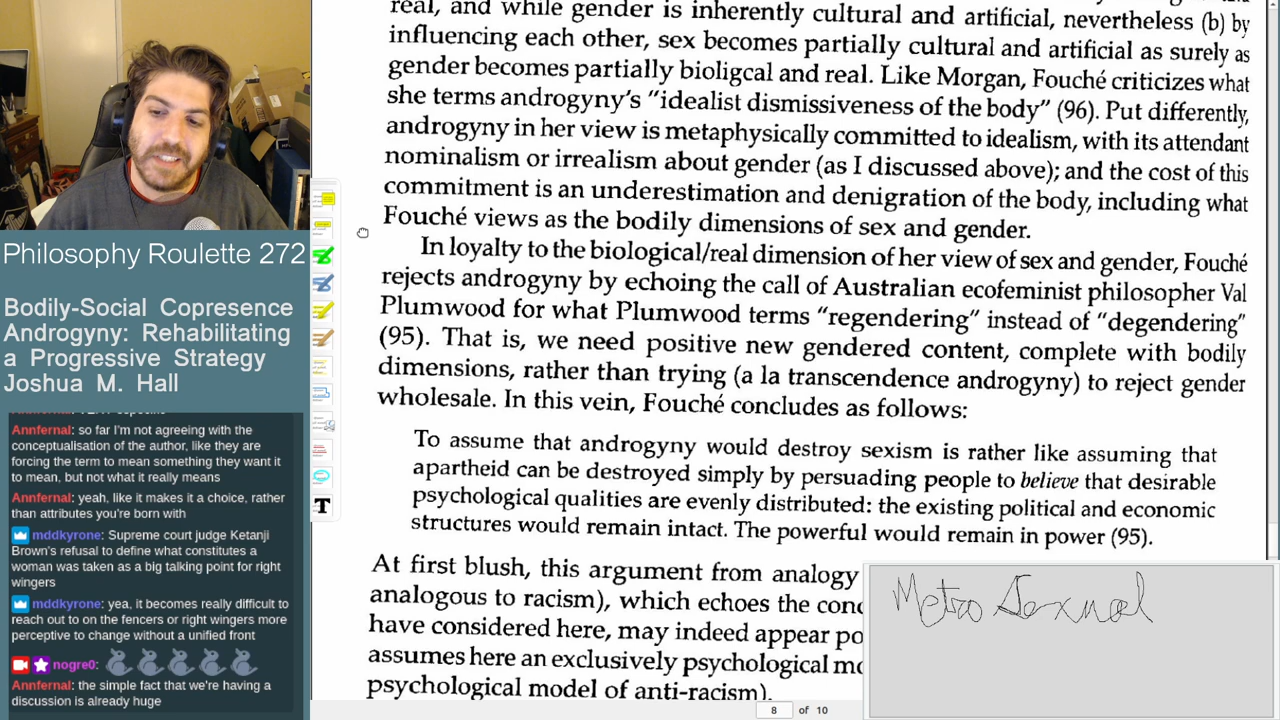 real, and while gender is inherently cultural and artificial, nevertheless (b) by
influencing each other, sex becomes partially cultural and artificial as surely as
gender becomes partially bioligcal and real. Like Morgan, Fouché criticizes what
she terms androgyny's "idealist dismissiveness of the body" (96). Put differently,
androgyny in her view is metaphysically committed to idealism, with its attendant
nominalism or irrealism about gender (as I discussed above); and the cost of this
commitment is an underestimation and denigration of the body, including what
Fouché views as the bodily dimensions of sex and gender.
In loyalty to the biological/real dimension of her view of sex and gender, Fouché
rejects androgyny by echoing the call of Australian ecofeminist philosopher Val
Plumwood for what Plumwood terms "regendering" instead of "degendering"
(95). That is, we need positive new gendered content, complete with bodily
dimensions, rather than trying (a la transcendence androgyny) to reject gender
wholesale. In this vein, Fouché concludes as follows:
To assume that androgyny would destroy sexism is rather like assuming that
apartheid can be destroyed simply by persuading people to believe that desirable
psychological qualities are evenly distributed: the existing political and economic
structures would remain intact. The powerful would remain in power (95).
At first blush, this argument from analogy
analogous to racism), which echoes the conc
have considered here, may indeed appear po
assumes here an exclusively psychological mo
psychological model of anti-racism).
8 of 10
T
Metro Sexual
Philosophy Roulette 272
Bodily-Social Copresence
Androgyny: Rehabilitating
a Progressive Strategy
Joshua M. Hall
Annfernal: so far I'm not agreeing with the
conceptualisation of the author, like they are
forcing the term to mean something they want it
to mean, but not what it really means
Annfernal: yeah, like it makes it a choice, rather
than attributes you're born with
mddkyrone: Supreme court judge Ketanji
Brown's refusal to define what constitutes a
woman was taken as a big talking point for right
wingers
mddkyrone: yea, it becomes really difficult to
reach out to on the fencers or right wingers more
perceptive to change without a unified front
nogre0:
Annfernal: the simple fact that we're having a
discussion is already huge